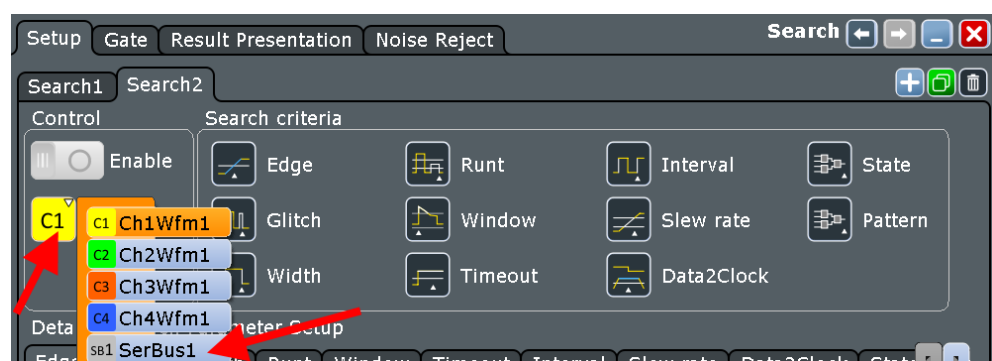 Setup Gate Result Presentation Noise Reject Search
Search1 Search2
Control Search criteria
Enable Edge Runt Interval State
C1 C1 Ch1Wfm1 Glitch Window Slew rate Pattern
C2 Ch2Wfm1
C3 Ch3Wfm1 Width Timeout Data2Clock
C4 Ch4Wfm1
Setup
SB1 SerBus1 Runt Window Timeout Interval Slew rate Data2Clock